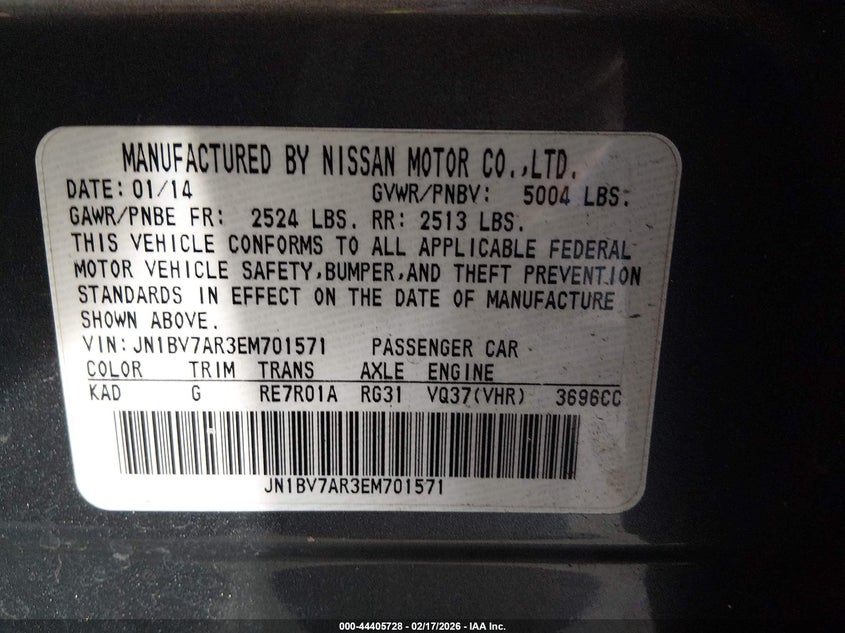 MANUFACTURED BY NISSAN MOTOR CO.,LTD.
DATE: 01/14 GVWR/PNBV: 5004 LBS.
GAWR/PNBE FR: 2524 LBS. RR: 2513 LBS.
THIS VEHICLE CONFORMS TO ALL APPLICABLE FEDERAL
MOTOR VEHICLE SAFETY,BUMPER,AND THEFT PREVENTION
STANDARDS IN EFFECT ON THE DATE OF MANUFACTURE
SHOWN ABOVE.
VIN: JN1BV7AR3EM701571 PASSENGER CAR
COLOR TRIM TRANS AXLE ENGINE
KAD G RE7R01A RG31 VQ37(VHR) 3696CC
JN1BV7AR3EM701571
000-44405728 - 02/17/2026 - IAA Inc.